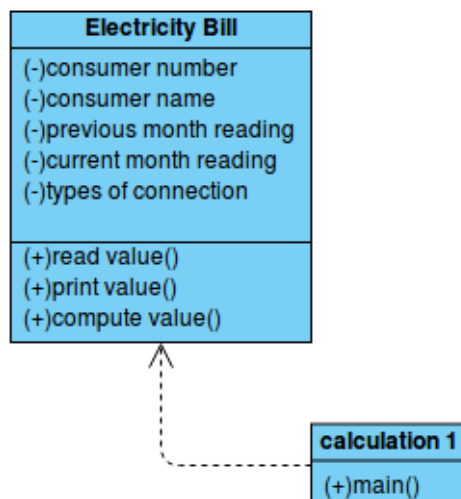 Electricity Bill
(-)consumer number
(-)consumer name
(-)previous month reading
(-)current month reading
(-)types of connection
(+)read value()
(+)print value()
(+)compute value()
calculation 1
(+)main()